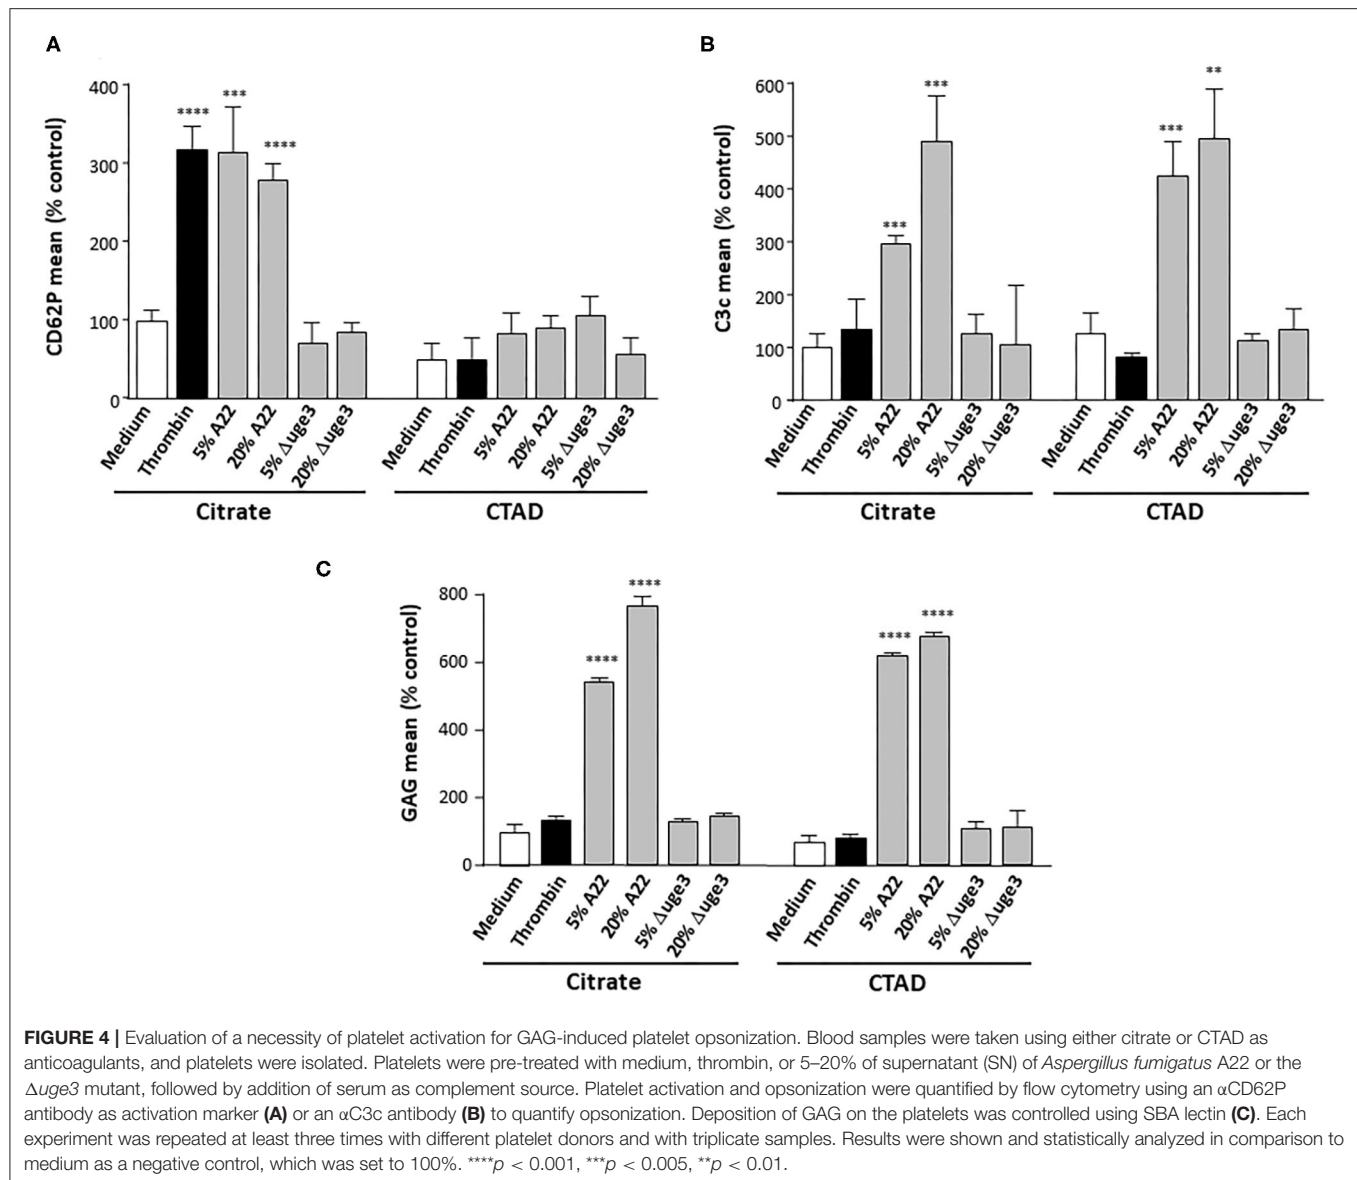 A
CD62P mean (% control)
400
300
200
100
0
**** *** ****
Medium Thrombin 5% A22 20% A22 5% Δuge3 20% Δuge3 Medium Thrombin 5% A22 20% A22 5% Δuge3 20% Δuge3
Citrate CTAD
B
C3c mean (% control)
600
500
400
300
200
100
0
*** *** *** **
Medium Thrombin 5% A22 20% A22 5% Δuge3 20% Δuge3 Medium Thrombin 5% A22 20% A22 5% Δuge3 20% Δuge3
Citrate CTAD
C
GAG mean (% control)
800
600
400
200
0
**** **** **** ****
Medium Thrombin 5% A22 20% A22 5% Δuge3 20% Δuge3 Medium Thrombin 5% A22 20% A22 5% Δuge3 20% Δuge3
Citrate CTAD
FIGURE 4 | Evaluation of a necessity of platelet activation for GAG-induced platelet opsonization. Blood samples were taken using either citrate or CTAD as
anticoagulants, and platelets were isolated. Platelets were pre-treated with medium, thrombin, or 5–20% of supernatant (SN) of Aspergillus fumigatus A22 or the
Δuge3 mutant, followed by addition of serum as complement source. Platelet activation and opsonization were quantified by flow cytometry using an αCD62P
antibody as activation marker (A) or an αC3c antibody (B) to quantify opsonization. Deposition of GAG on the platelets was controlled using SBA lectin (C). Each
experiment was repeated at least three times with different platelet donors and with triplicate samples. Results were shown and statistically analyzed in comparison to
medium as a negative control, which was set to 100%. ****p < 0.001, ***p < 0.005, **p < 0.01.